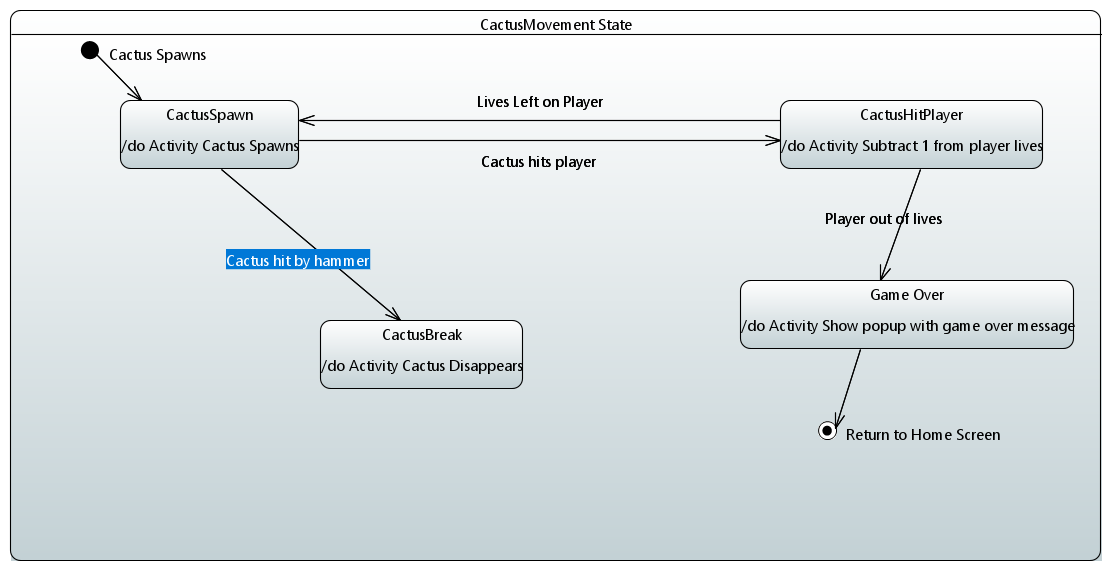 CactusMovement State
Cactus Spawns
CactusSpawn
/do Activity Cactus Spawns
Lives Left on Player
Cactus hits player
CactusHitPlayer
/do Activity Subtract 1 from player lives
Player out of lives
Cactus hit by hammer
Game Over
/do Activity Show popup with game over message
CactusBreak
/do Activity Cactus Disappears
Return to Home Screen